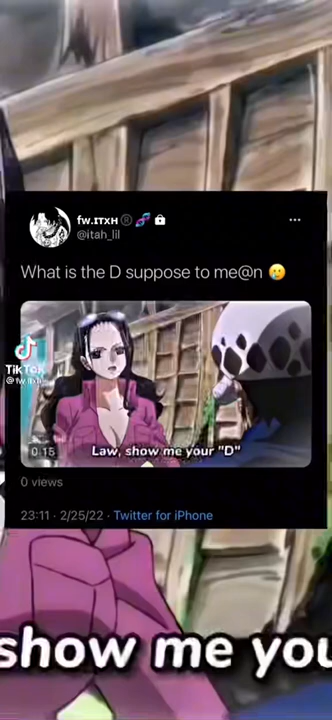 fw.ɪᴛxʜ®🧬🔒
@itah_lil
What is the D suppose to me@n 🥲
TikTok
0:15
Law, show me your "D"
0 views
23:11 · 2/25/22 · Twitter for iPhone
show me you